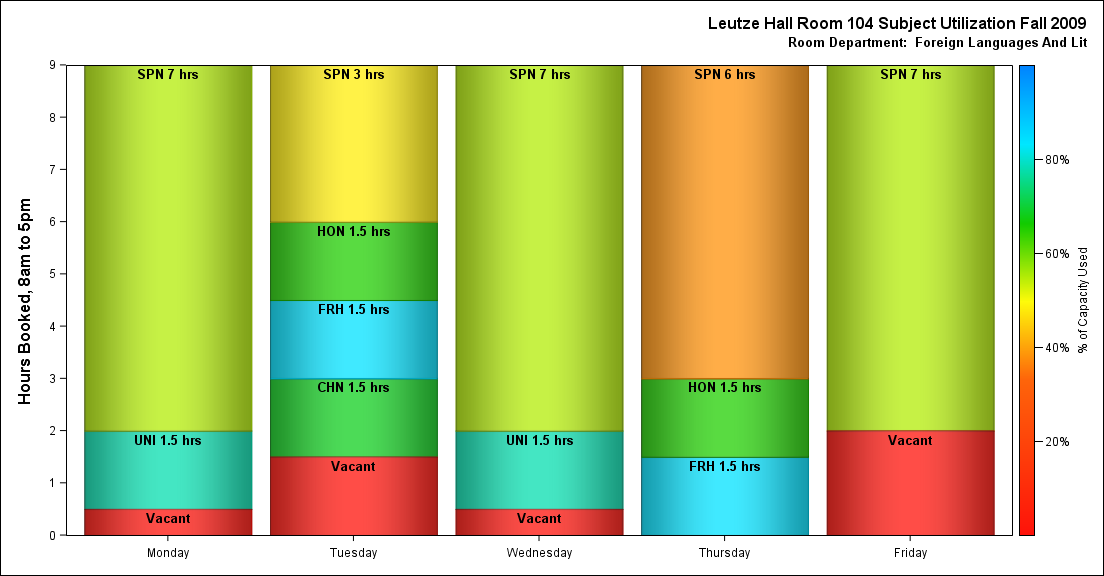 Leutze Hall Room 104 Subject Utilization Fall 2009
Room Department: Foreign Languages And Lit
Hours Booked, 8am to 5pm
9
8
7
6
5
4
3
2
1
0
SPN 7 hrs
UNI 1.5 hrs
Vacant
Monday
SPN 3 hrs
HON 1.5 hrs
FRH 1.5 hrs
CHN 1.5 hrs
Vacant
Tuesday
SPN 7 hrs
UNI 1.5 hrs
Vacant
Wednesday
SPN 6 hrs
HON 1.5 hrs
FRH 1.5 hrs
Thursday
SPN 7 hrs
Vacant
Friday
80%
60%
40%
20%
% of Capacity Used